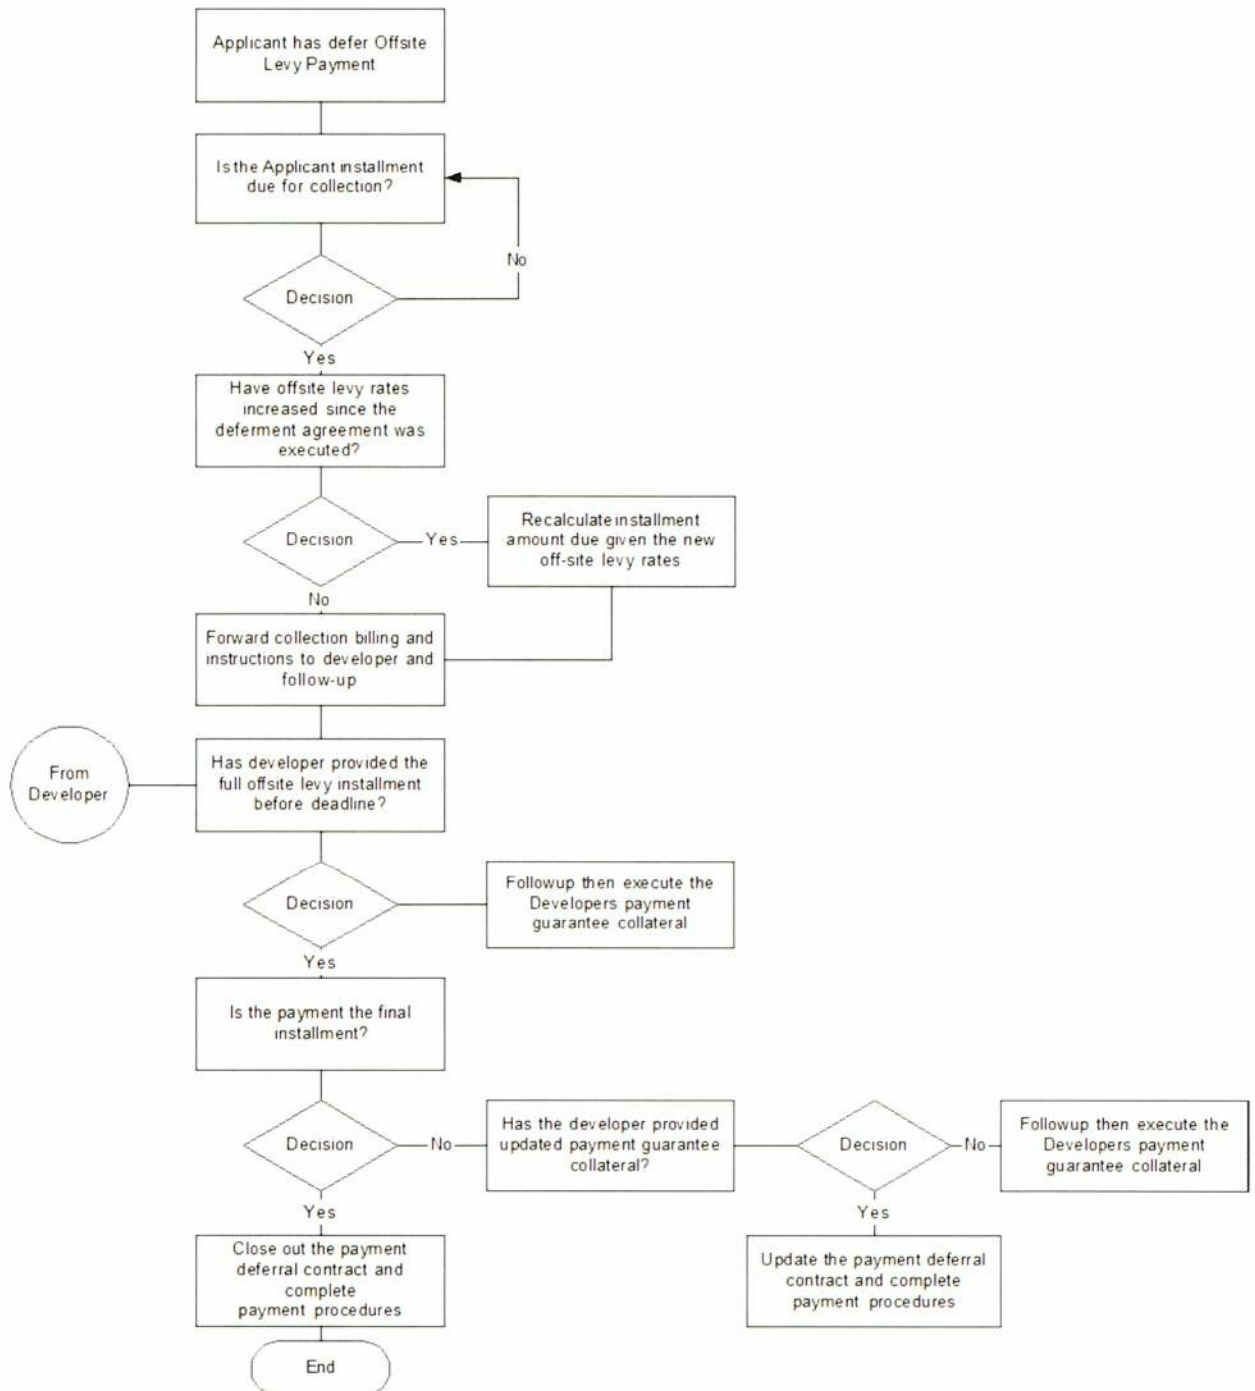 Applicant has defer Offsite
Levy Payment
Is the Applicant installment
due for collection?
No
Decision
Yes
Have offsite levy rates
increased since the
deferment agreement was
executed?
Decision
Yes
Recalculate installment
amount due given the new
off-site levy rates
No
Forward collection billing and
instructions to developer and
follow-up
From
Developer
Has developer provided the
full offsite levy installment
before deadline?
Decision
Followup then execute the
Developers payment
guarantee collateral
Yes
Is the payment the final
installment?
Decision
No
Has the developer provided
updated payment guarantee
collateral?
Decision
No
Followup then execute the
Developers payment
guarantee collateral
Yes
Close out the payment
deferral contract and
complete
payment procedures
Yes
Update the payment deferral
contract and complete
payment procedures
End